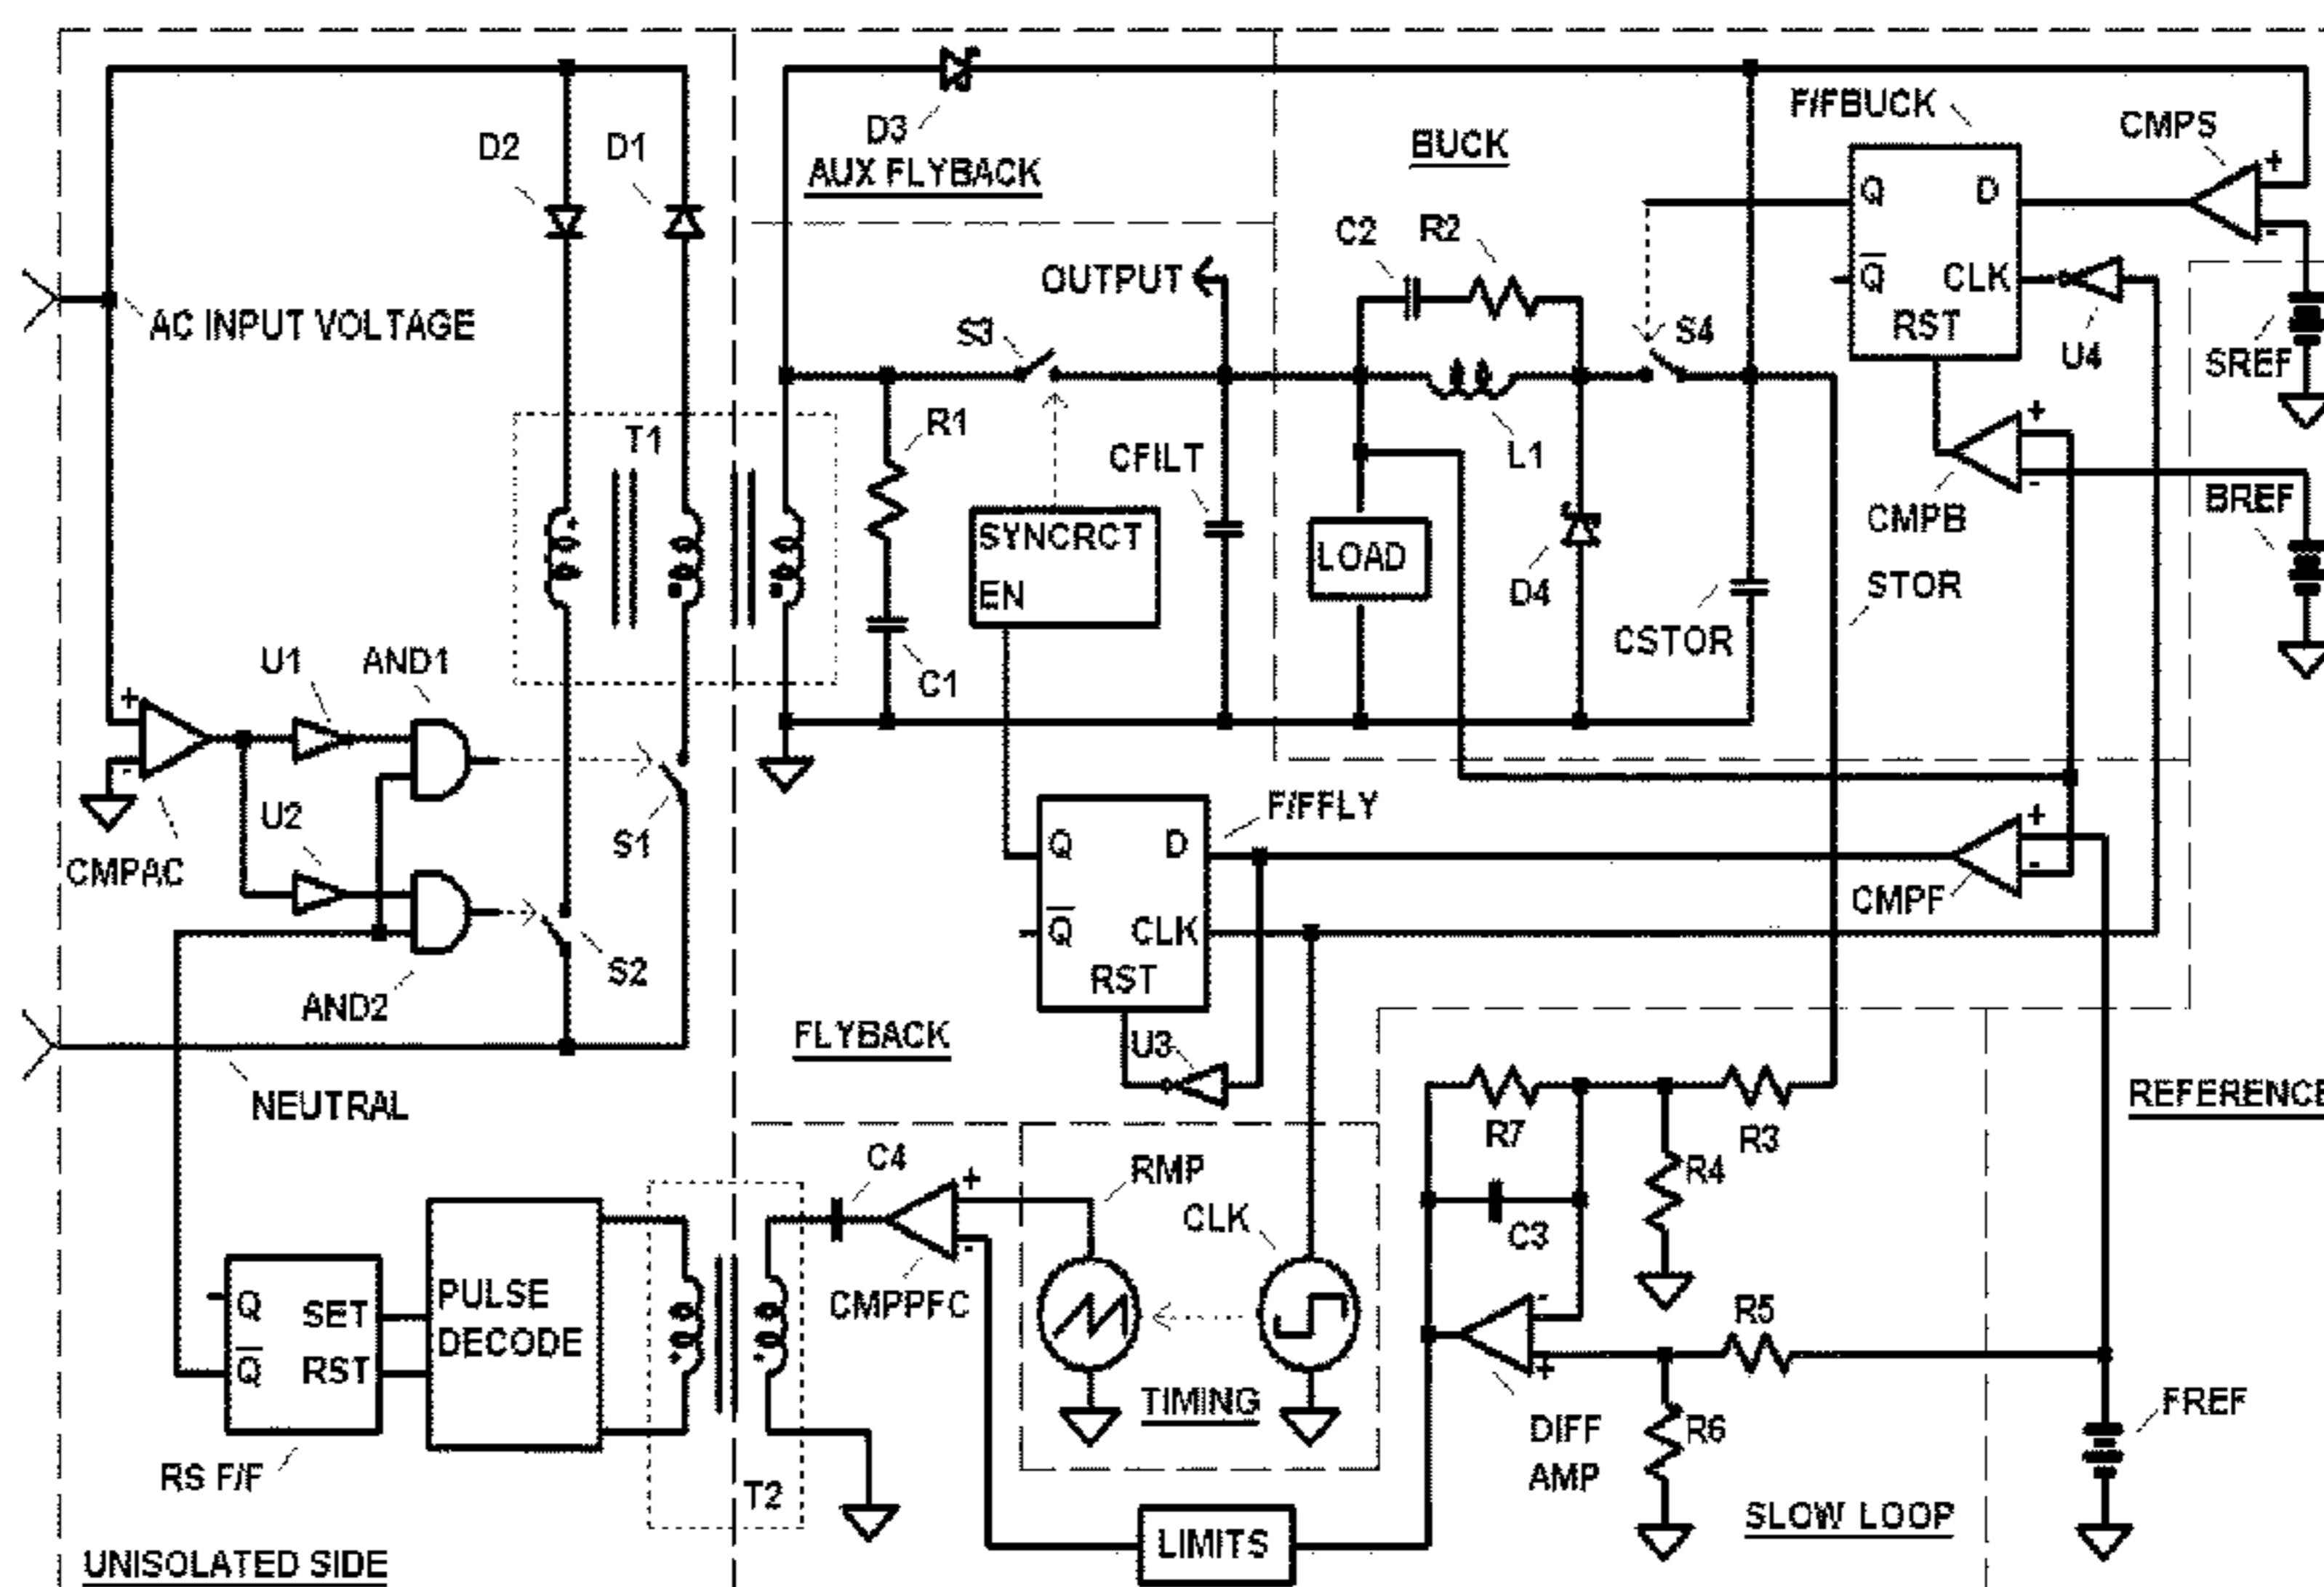 D3
AUX FLYBACK
BUCK
F/FBUCK
CMPS
D2
D1
Q
D
+
-
C2
R2
OUTPUT
S3
S4
Q
CLK
RST
U4
SREF
AC INPUT VOLTAGE
T1
R1
CFILT
L1
+
-
CMPB
BREF
SYNCRCT
EN
LOAD
D4
CSTOR
STOR
C1
U1
AND1
+
-
CMPAC
U2
S1
F/FFLY
Q
D
+
-
CMPF
Q
CLK
RST
AND2
S2
FLYBACK
U3
NEUTRAL
R7
R3
REFERENCE
C4
RMP
+
-
CMPPFC
CLK
R4
C3
Q
SET
Q
RST
PULSE
DECODE
RS F/F
T2
TIMING
-
+
R5
DIFF
AMP
R6
FREF
LIMITS
SLOW LOOP
UNISOLATED SIDE